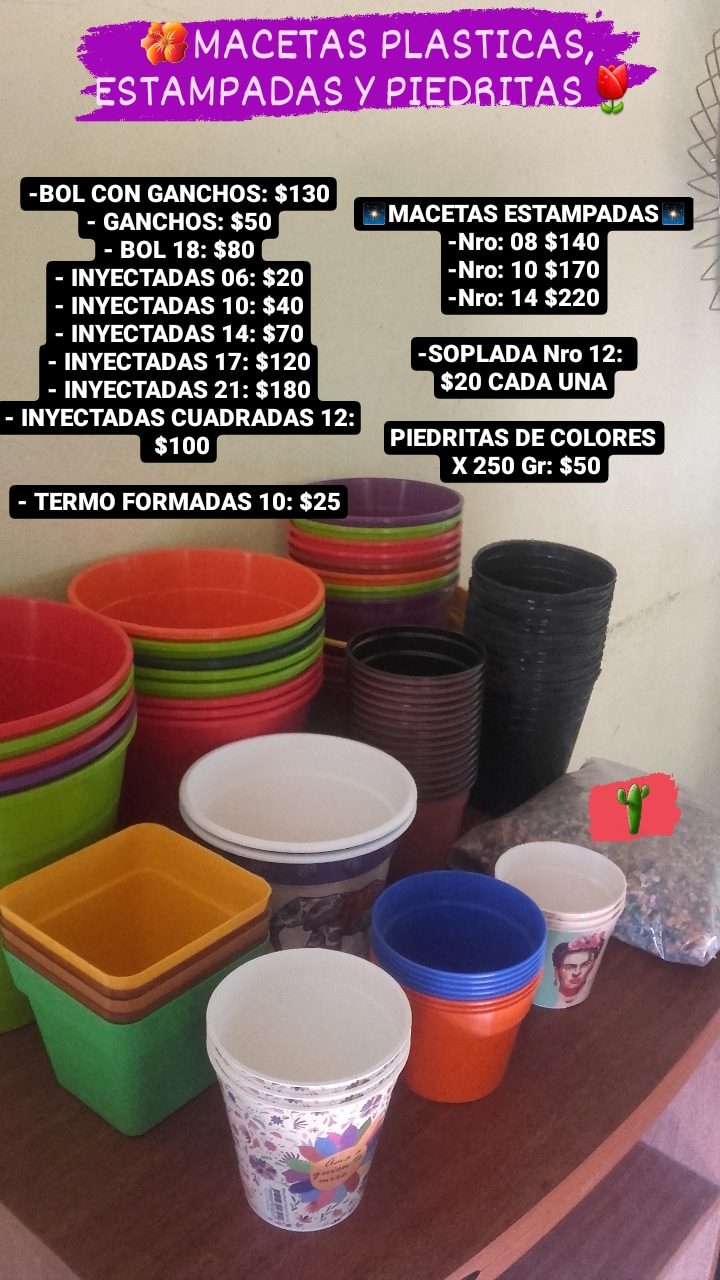 🌺MACETAS PLASTICAS,
ESTAMPADAS Y PIEDRITAS🌷
-BOL CON GANCHOS: $130
- GANCHOS: $50
- BOL 18: $80
- INYECTADAS 06: $20
- INYECTADAS 10: $40
- INYECTADAS 14: $70
- INYECTADAS 17: $120
- INYECTADAS 21: $180
- INYECTADAS CUADRADAS 12:
$100
- TERMO FORMADAS 10: $25
🎇MACETAS ESTAMPADAS🎇
-Nro: 08 $140
-Nro: 10 $170
-Nro: 14 $220
-SOPLADA Nro 12:
$20 CADA UNA
PIEDRITAS DE COLORES
X 250 Gr: $50
Ama a
quien